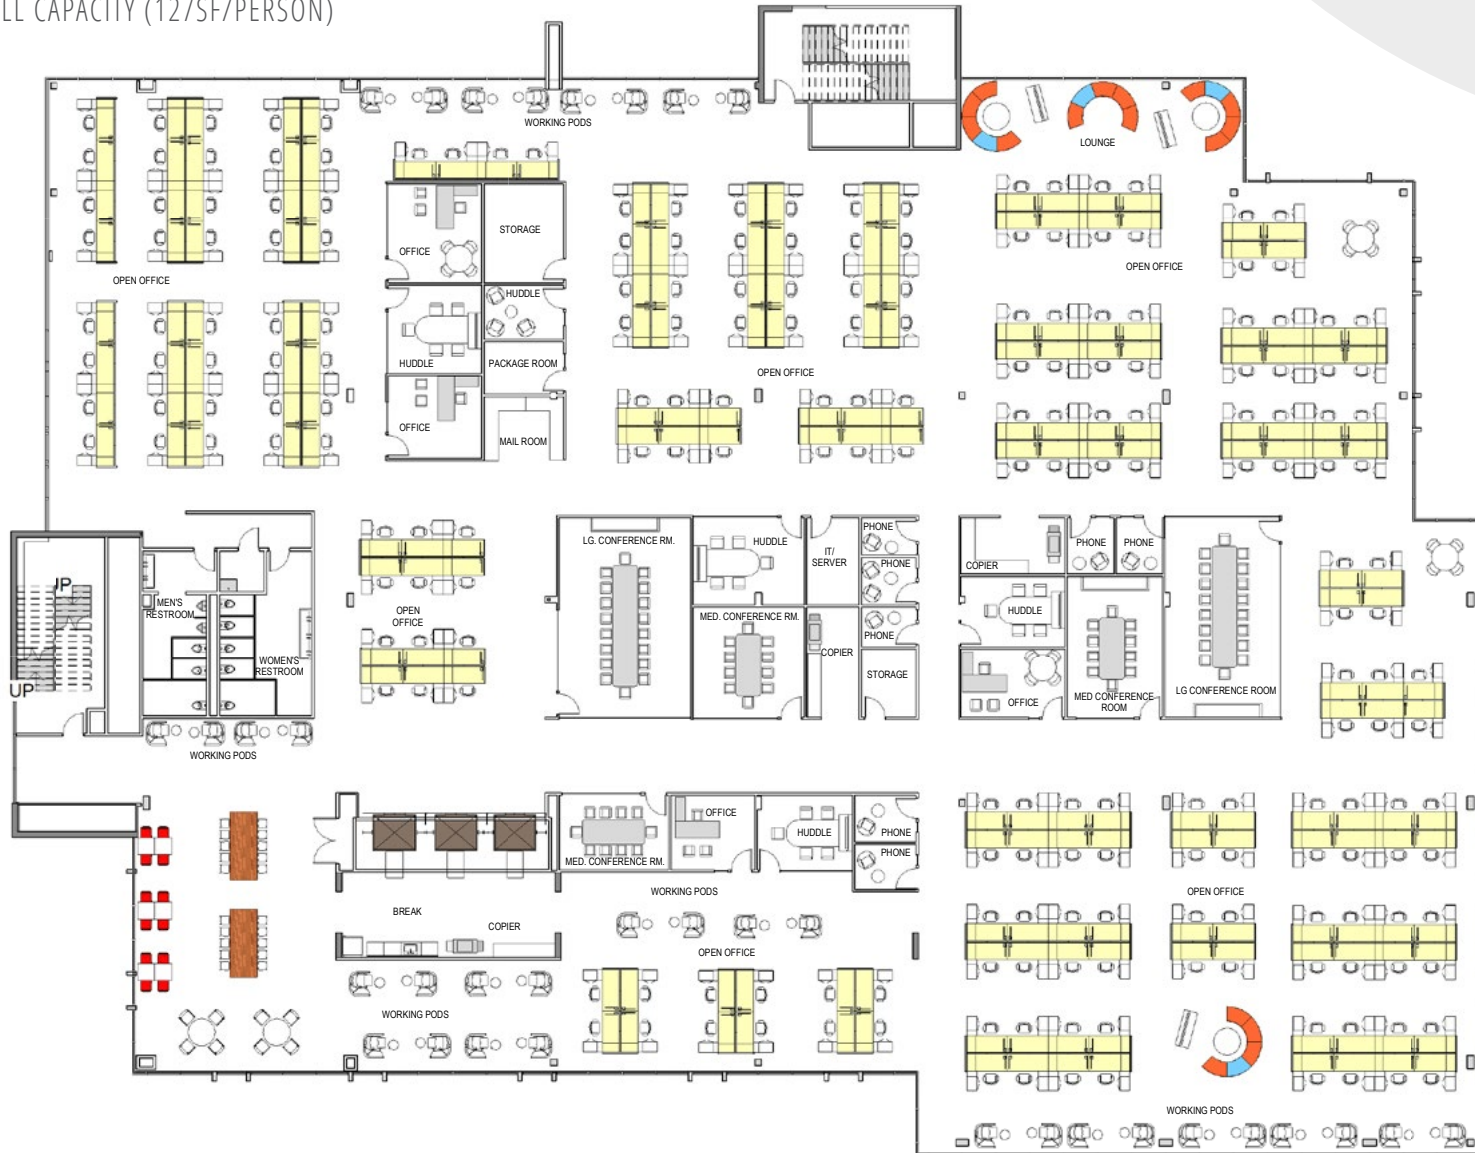 LL CAPACITY (127SF/PERSON)
WORKING PODS
LOUNGE
OFFICE
STORAGE
OPEN OFFICE
OPEN OFFICE
HUDDLE
HUDDLE
PACKAGE ROOM
OPEN OFFICE
OFFICE
MAIL ROOM
LG. CONFERENCE RM.
HUDDLE
IT/
SERVER
PHONE
PHONE
COPIER
PHONE
PHONE
UP
MEN'S
RESTROOM
OPEN
OFFICE
MED. CONFERENCE RM.
PHONE
HUDDLE
COPIER
WOMEN'S
RESTROOM
STORAGE
UP
OFFICE
MED CONFERENCE
ROOM
LG CONFERENCE ROOM
WORKING PODS
OFFICE
HUDDLE
PHONE
MED. CONFERENCE RM.
PHONE
WORKING PODS
OPEN OFFICE
BREAK
COPIER
OPEN OFFICE
WORKING PODS
WORKING PODS